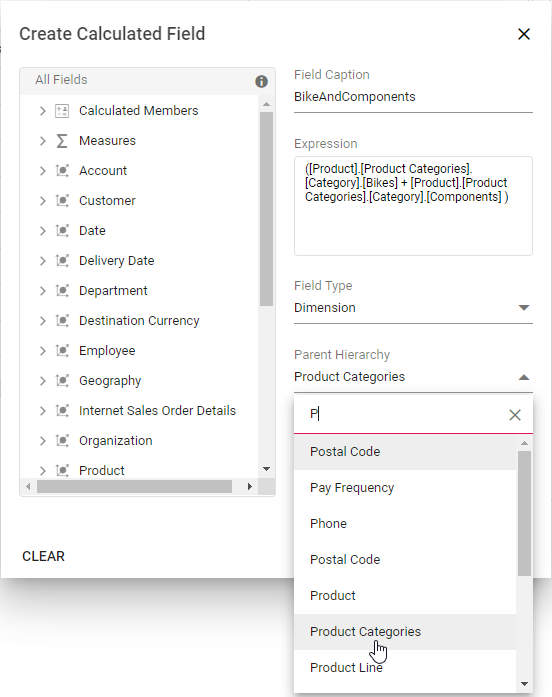 Create Calculated Field
All Fields
Calculated Members
Measures
Account
Customer
Date
Delivery Date
Department
Destination Currency
Employee
Geography
Internet Sales Order Details
Organization
Product
CLEAR
Field Caption
BikeAndComponents
Expression
([Product].[Product Categories].
[Category].[Bikes] + [Product].[Product
Categories].[Category].[Components] )
Field Type
Dimension
Parent Hierarchy
Product Categories
P
Postal Code
Pay Frequency
Phone
Postal Code
Product
Product Categories
Product Line